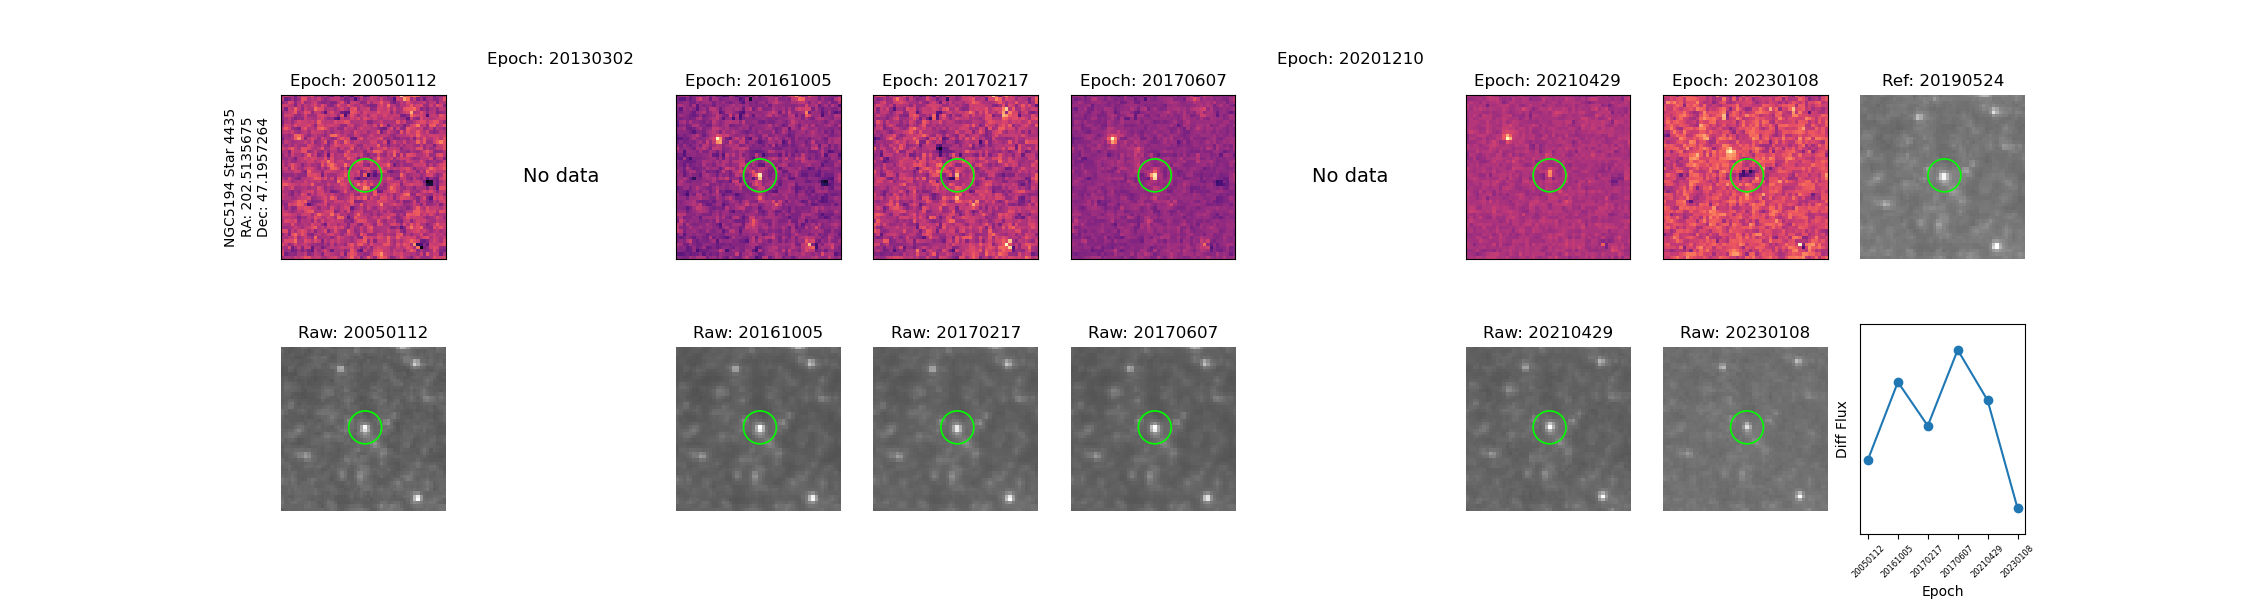 Epoch: 20130302
Epoch: 20201210
Epoch: 20050112
Epoch: 20161005
Epoch: 20170217
Epoch: 20170607
Epoch: 20210429
Epoch: 20230108
Ref: 20190524
NGC5194 Star 4435
RA: 202.5135675
Dec: 47.1957264
No data
No data
Raw: 20050112
Raw: 20161005
Raw: 20170217
Raw: 20170607
Raw: 20210429
Raw: 20230108
Diff Flux
20050112
20161005
20170217
20170607
20210429
20230108
Epoch